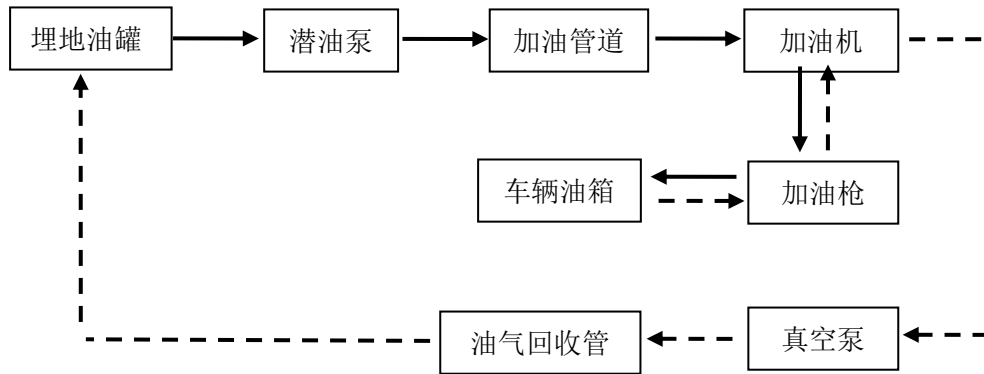 埋地油罐
潜油泵
加油管道
加油机
车辆油箱
加油枪
油气回收管
真空泵